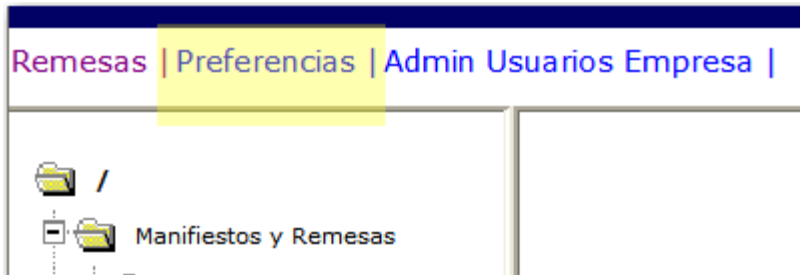 Remesas | Preferencias | Admin Usuarios Empresa |
/
Manifiestos y Remesas